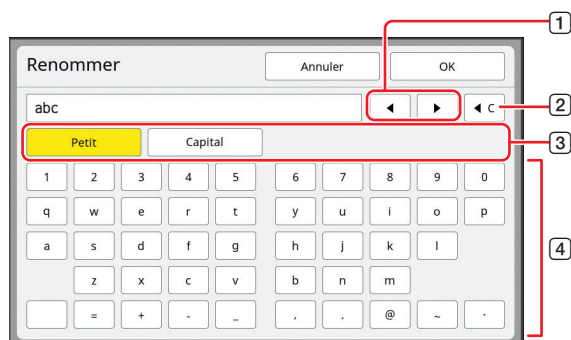 1
Renommer Annuler OK
abc ◀ ▶ ◀ C 2
Petit Capital 3
1 2 3 4 5 6 7 8 9 0
q w e r t y u i o p
a s d f g h j k l 4
z x c v b n m
= + - _ , . @ ~ `